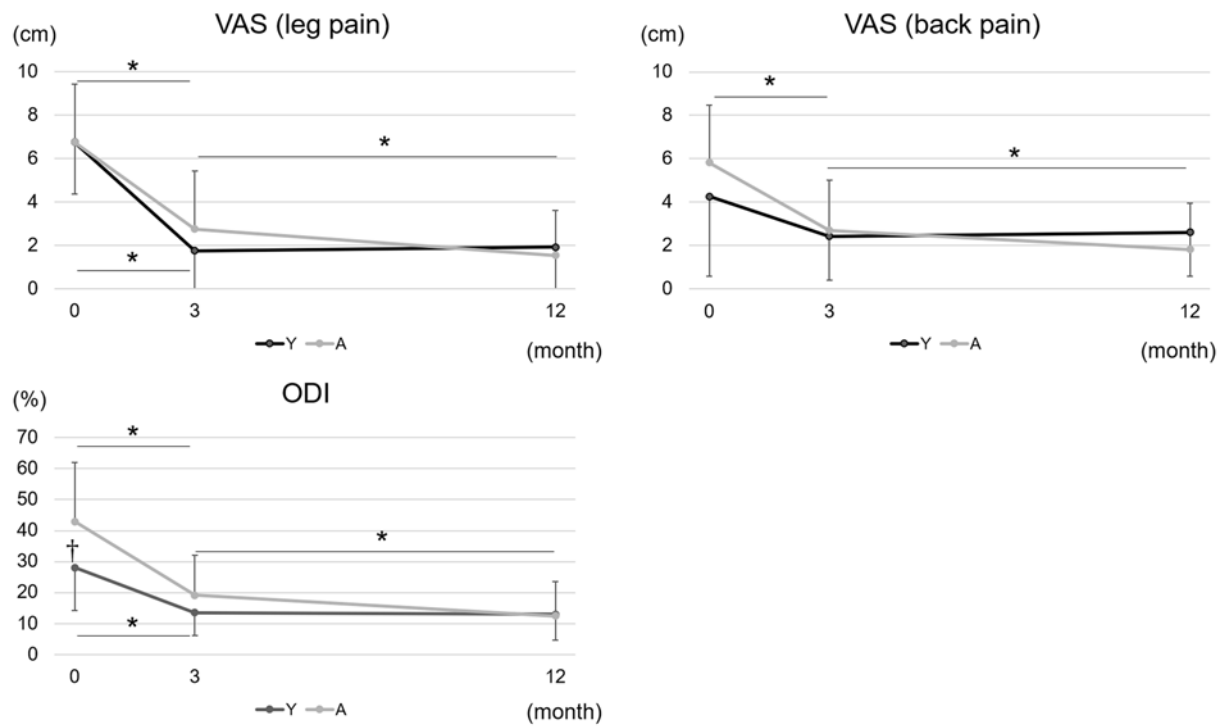 VAS (leg pain)
(cm)
10
*
8
6
*
4
2
*
0
0 3 12
Y A
(month)
VAS (back pain)
(cm)
10
*
8
6
*
4
2
0
0 3 12
Y A
(month)
ODI
(%)
70
*
60
50
40
*
†
30
20
10
*
0
0 3 12
Y A
(month)